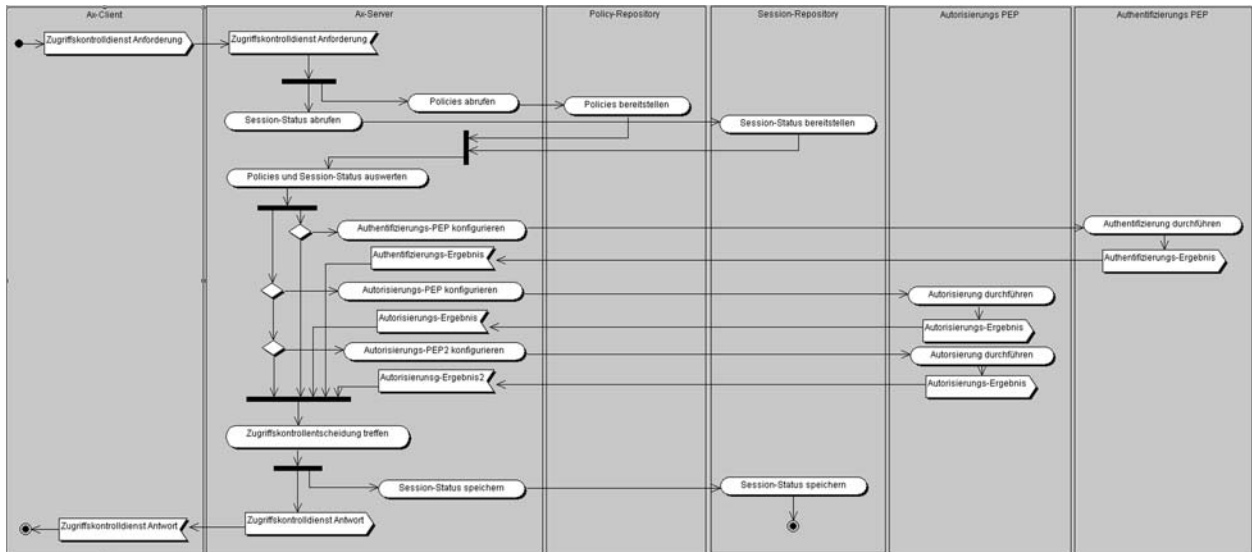 Ax-Client
Ax-Server
Policy-Repository
Session-Repository
Autorisierungs PEP
Authentifizierungs PEP
Zugriffskontrolldienst Anforderung
Zugriffskontrolldienst Anforderung
Policies abrufen
Policies bereitstellen
Session-Status abrufen
Session-Status bereitstellen
Policies und Session-Status auswerten
Authentifizierungs-PEP konfigurieren
Authentifizierung durchführen
Authentifizierungs-Ergebnis
Authentifizierungs-Ergebnis
Autorisierungs-PEP konfigurieren
Autorisierung durchführen
Autorisierungs-Ergebnis
Autorisierungs-Ergebnis
Autorisierungs-PEP2 konfigurieren
Autorsierung durchführen
Autorisierunsg-Ergebnis2
Autorisierungs-Ergebnis
Zugriffskontrollentscheidung treffen
Session-Status speichern
Session-Status speichern
Zugriffskontrolldienst Antwort
Zugriffskontrolldienst Antwort